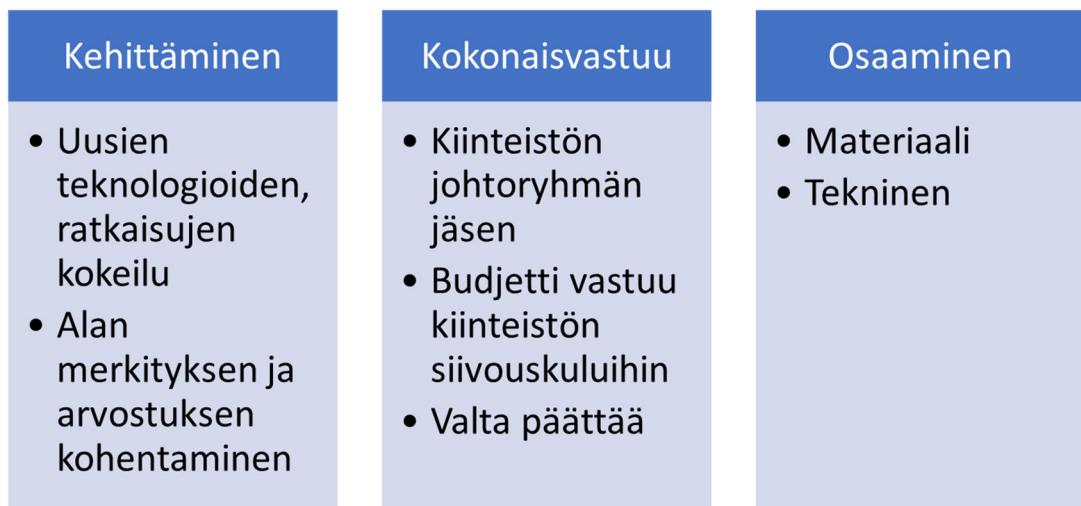 Kehittäminen
• Uusien
teknologioiden,
ratkaisujen
kokeilu
• Alan
merkityksen ja
arvostuksen
kohentaminen
Kokonaisvastuu
• Kiinteistön
johtoryhmän
jäsen
• Budjetti vastuu
kiinteistön
siivouskuluihin
• Valta päättää
Osaaminen
• Materiaali
• Tekninen